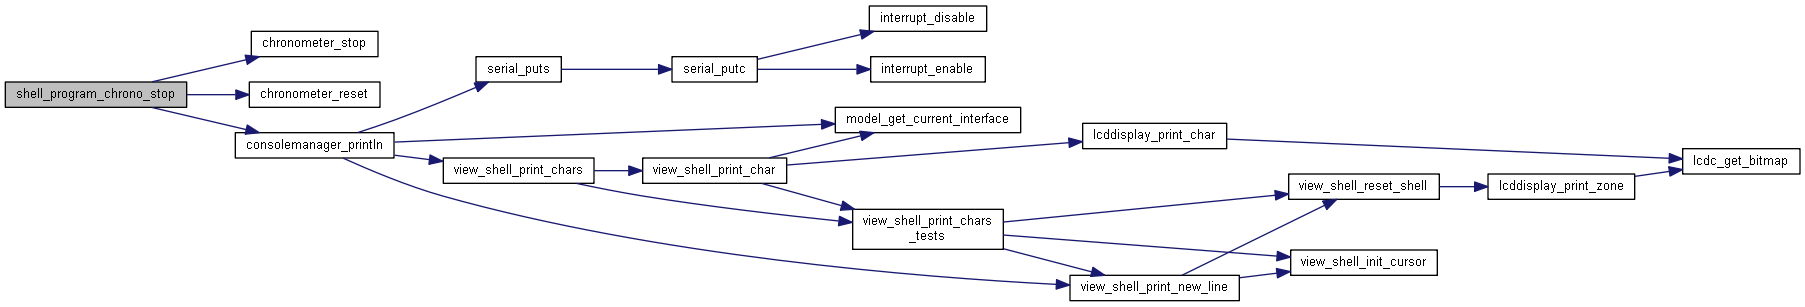 shell_program_chrono_stop
chronometer_stop
chronometer_reset
consolemanager_println
serial_puts
view_shell_print_chars
serial_putc
view_shell_print_char
interrupt_disable
interrupt_enable
model_get_current_interface
view_shell_print_chars
_tests
lcddisplay_print_char
view_shell_print_new_line
view_shell_reset_shell
view_shell_init_cursor
lcddisplay_print_zone
lcdc_get_bitmap